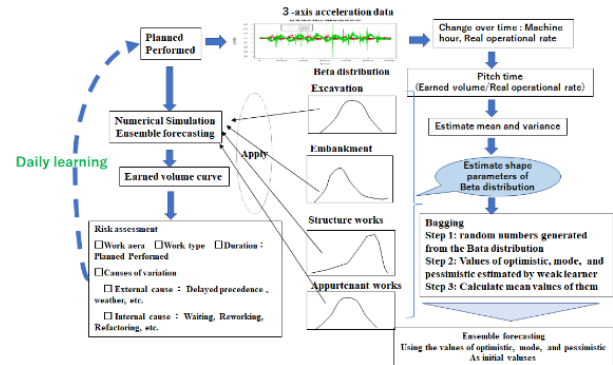 3-axis acceleration data
Planned
Performed
Change over time : Machine
hour, Real operational rate
Beta distribution
Pitch time
(Earned volume/Real operational rate)
Excavation
Numerical Simulation
Ensemble forecasting
Estimate mean and variance
Daily learning
Apply
Embankment
Earned volume curve
Estimate shape
parameters of
Beta distribution
Structure works
Risk assessment
□Work aera □Work type □Duration :
Planned Performed
□Causes of variation
□External cause : Delayed precedence 、
weather, etc.
□Internal cause : Waiting, Reworking,
Refactoring, etc.
Bagging
Step 1: random numbers generated
from the Bata distribution
Step 2: Values of optimistic, mode, and
pessimistic estimated by weak learner
Step 3: Calculate mean values of them
Appurtenant works
Ensemble forecasting
Using the values of optimistic, mode, and pessimistic
As initial valuses